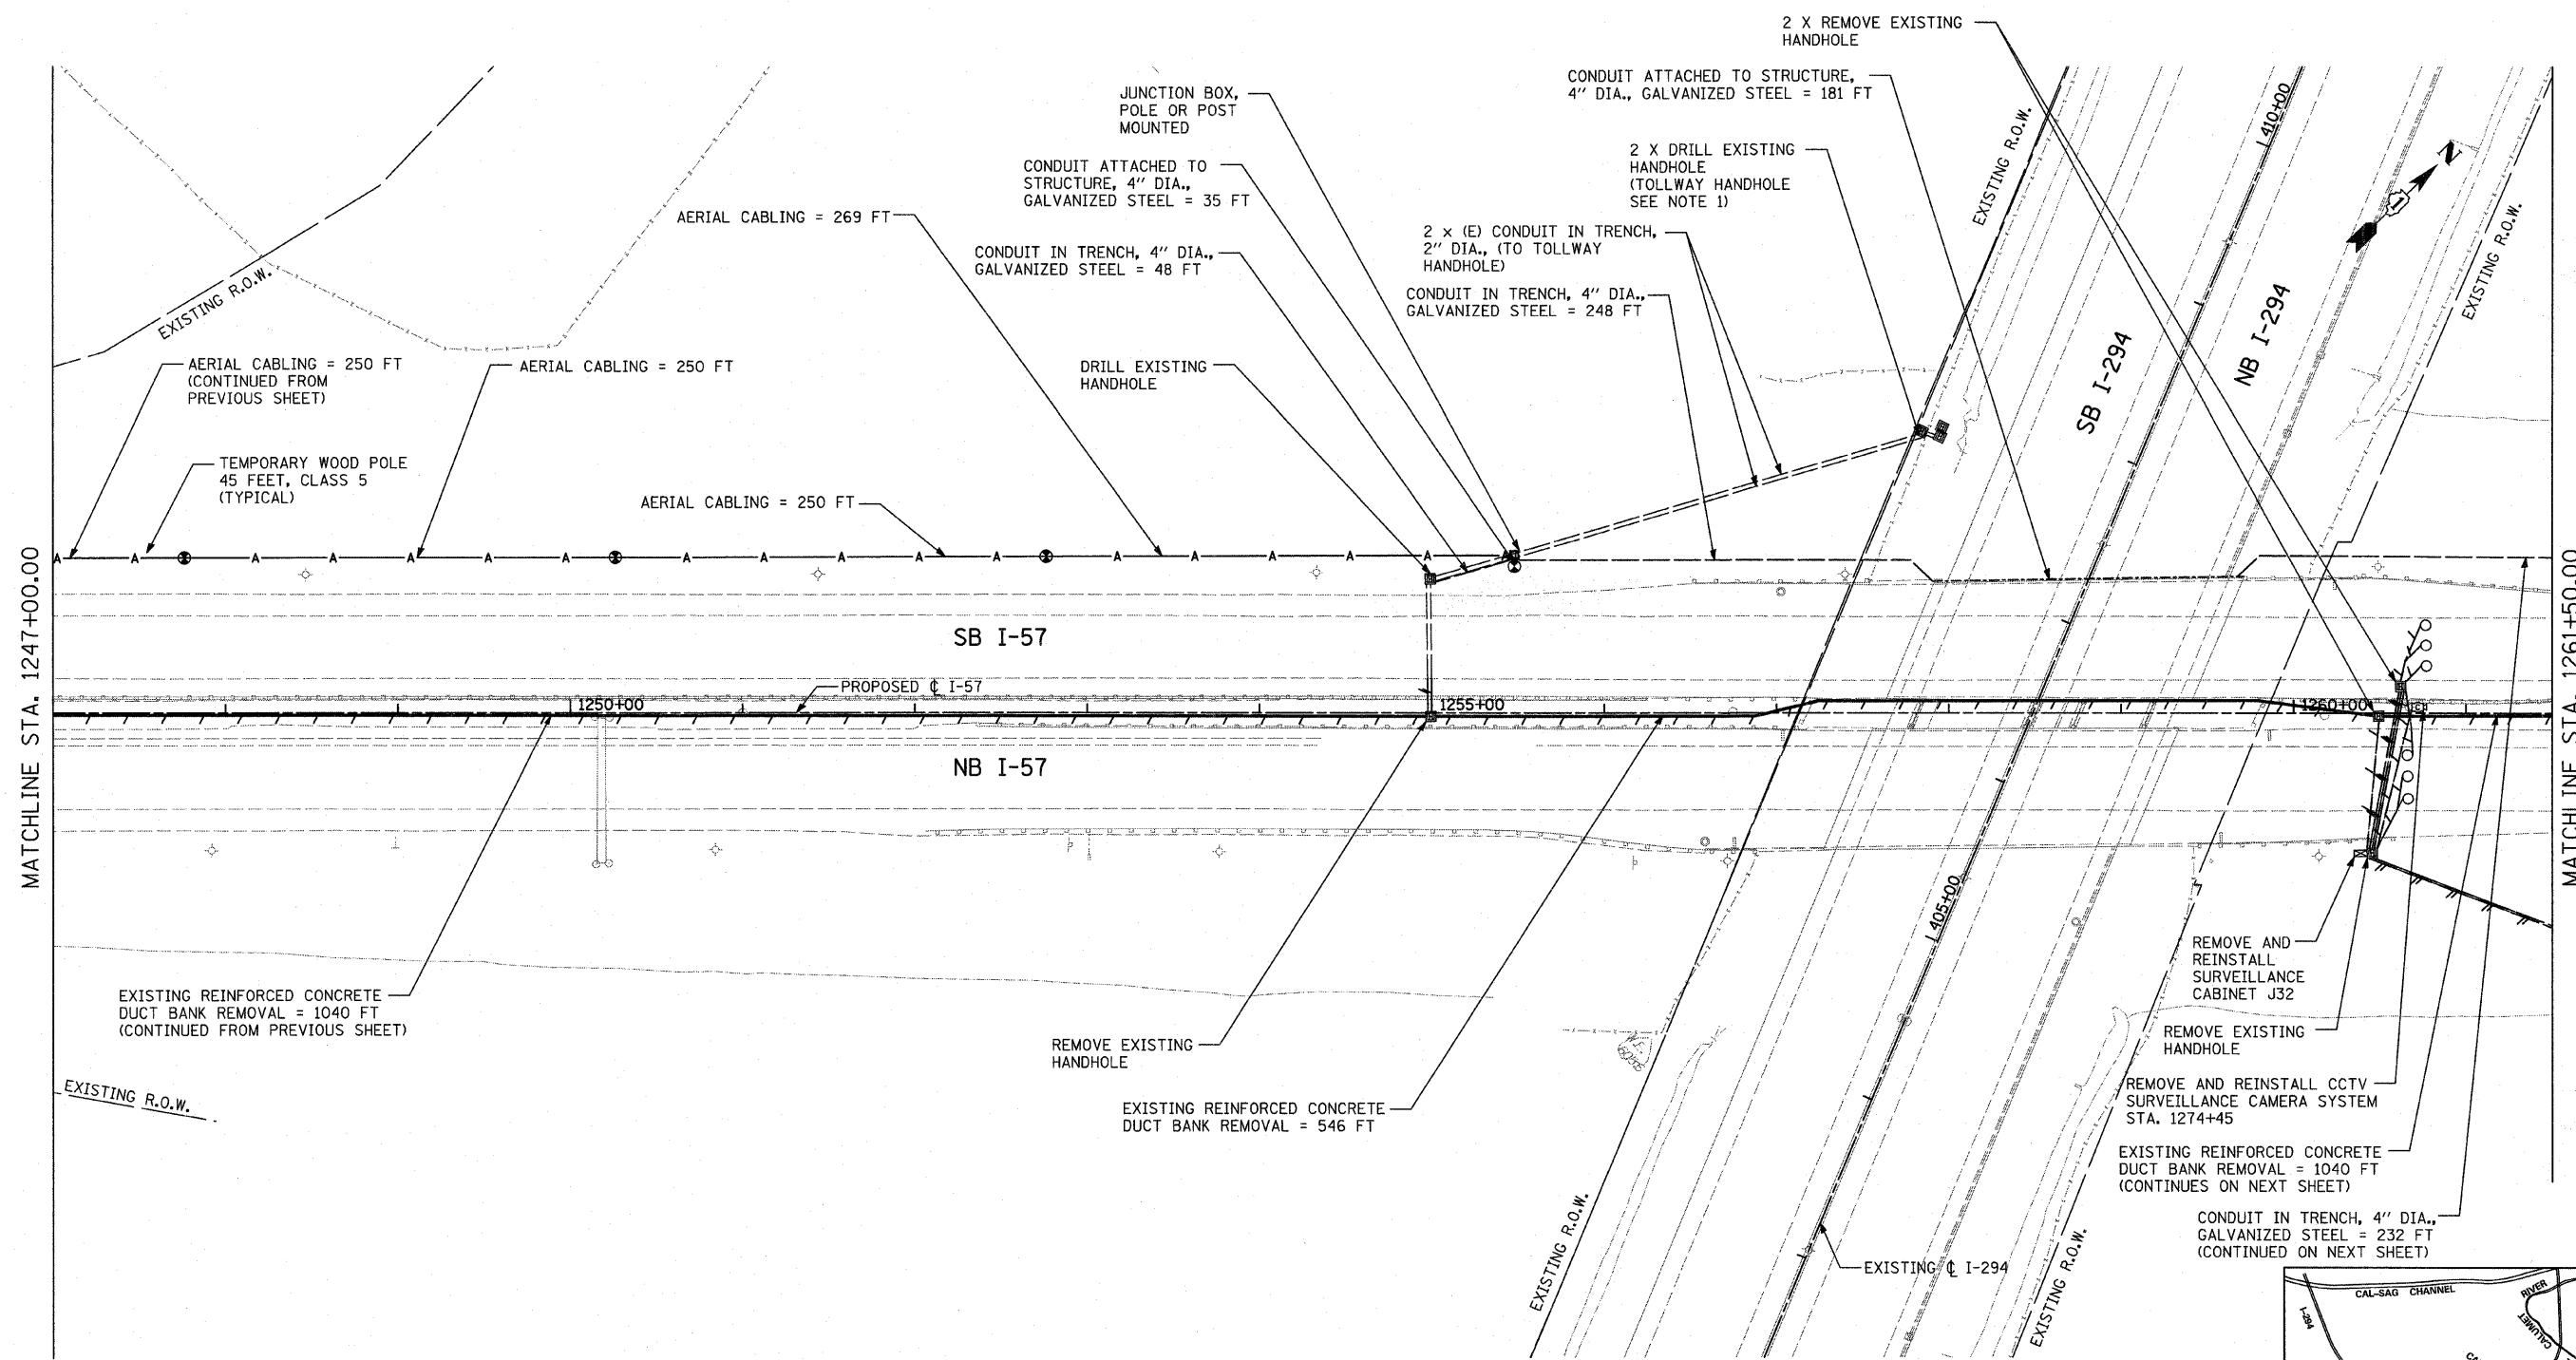 2 X REMOVE EXISTING
HANDHOLE
CONDUIT ATTACHED TO STRUCTURE,
4" DIA., GALVANIZED STEEL = 181 FT
JUNCTION BOX,
POLE OR POST
MOUNTED
2 X DRILL EXISTING
HANDHOLE
(TOLLWAY HANDHOLE
SEE NOTE 1)
CONDUIT ATTACHED TO
STRUCTURE, 4" DIA.,
GALVANIZED STEEL = 35 FT
AERIAL CABLING = 269 FT
2 x (E) CONDUIT IN TRENCH,
2" DIA., (TO TOLLWAY
HANDHOLE)
CONDUIT IN TRENCH, 4" DIA.,
GALVANIZED STEEL = 48 FT
CONDUIT IN TRENCH, 4" DIA.,
GALVANIZED STEEL = 248 FT
EXISTING R.O.W.
EXISTING R.O.W.
EXISTING R.O.W.
410+00
N
1
SB I-294
NB I-294
AERIAL CABLING = 250 FT
(CONTINUED FROM
PREVIOUS SHEET)
AERIAL CABLING = 250 FT
DRILL EXISTING
HANDHOLE
TEMPORARY WOOD POLE
45 FEET, CLASS 5
(TYPICAL)
AERIAL CABLING = 250 FT
A A A A A A A A A A A A A A A A A A A
MATCHLINE STA. 1247+00.00
MATCHLINE STA. 1261+50.00
SB I-57
PROPOSED ℄ I-57
1250+00
1255+00
1260+00
NB I-57
405+00
EXISTING REINFORCED CONCRETE
DUCT BANK REMOVAL = 1040 FT
(CONTINUED FROM PREVIOUS SHEET)
REMOVE AND
REINSTALL
SURVEILLANCE
CABINET J32
REMOVE EXISTING
HANDHOLE
REMOVE EXISTING
HANDHOLE
EXISTING R.O.W.
REMOVE AND REINSTALL CCTV
SURVEILLANCE CAMERA SYSTEM
STA. 1274+45
EXISTING REINFORCED CONCRETE
DUCT BANK REMOVAL = 546 FT
EXISTING REINFORCED CONCRETE
DUCT BANK REMOVAL = 1040 FT
(CONTINUES ON NEXT SHEET)
CONDUIT IN TRENCH, 4" DIA.,
GALVANIZED STEEL = 232 FT
(CONTINUED ON NEXT SHEET)
EXISTING R.O.W.
EXISTING R.O.W.
EXISTING ℄ I-294
CAL-SAG CHANNEL
RIVER
CALUMET
I-294